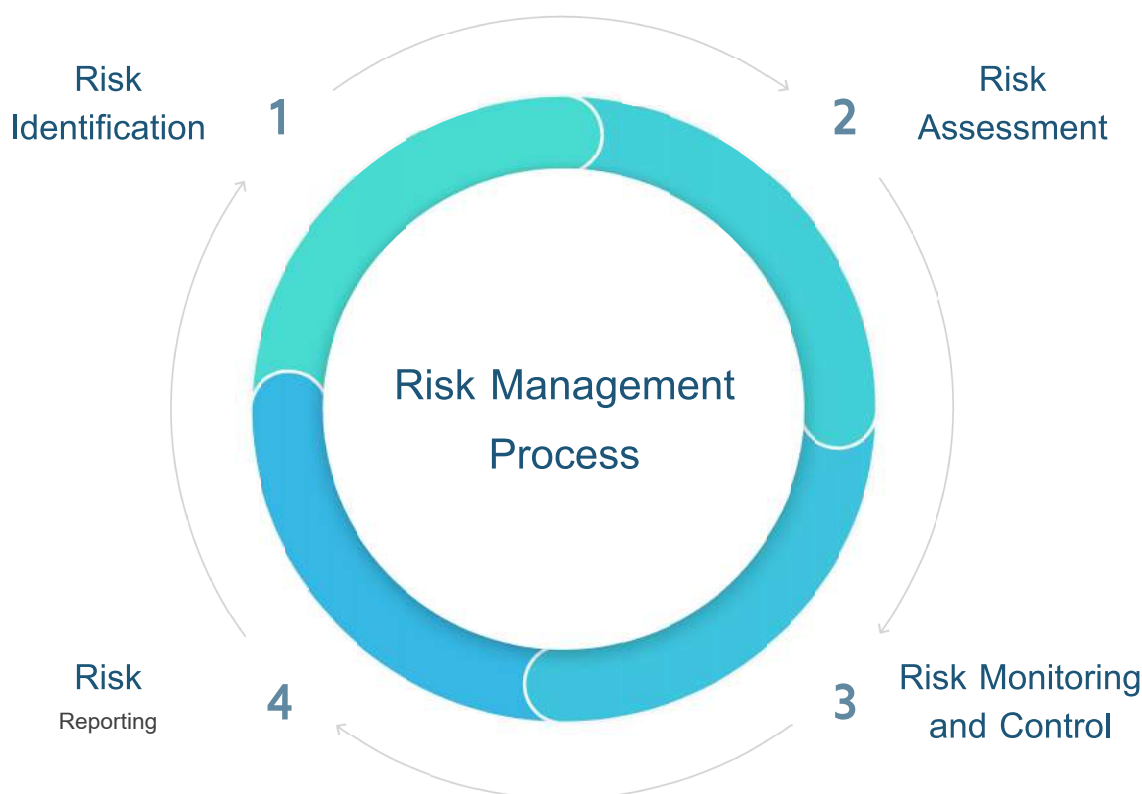 Risk
Identification
1
2
Risk
Assessment
Risk Management
Process
Risk
Reporting
4
3
Risk Monitoring
and Control